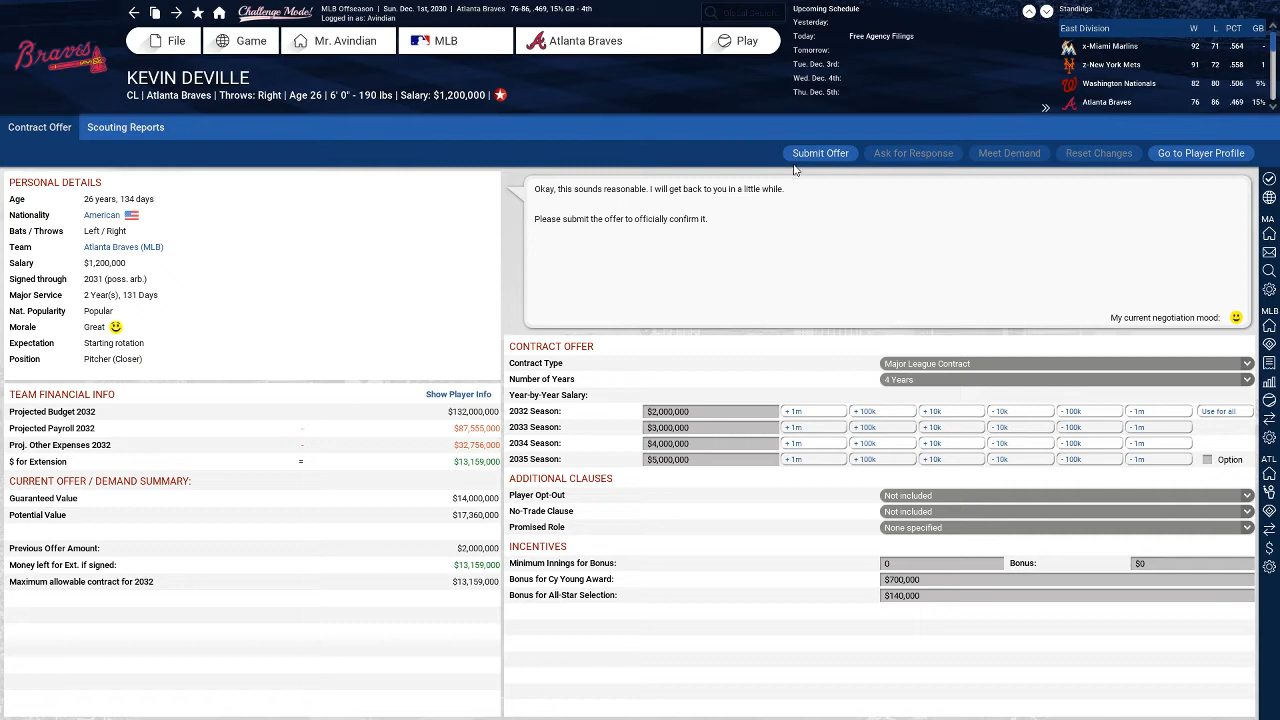 Challenge Mode!
MLB Offseason | Sun. Dec. 1st, 2030 | Atlanta Braves 76-86, .469, 15½ GB - 4th
Logged in as: Avindian
Global Search...
File
Game
Mr. Avindian
MLB
Atlanta Braves
Play
Braves
KEVIN DEVILLE
CL | Atlanta Braves | Throws: Right | Age 26 | 6' 0" - 190 lbs | Salary: $1,200,000 |
Upcoming Schedule
Yesterday:
Today: Free Agency Filings
Tomorrow:
Tue. Dec. 3rd:
Wed. Dec. 4th:
Thu. Dec. 5th:
Standings
East Division W L PCT GB
x-Miami Marlins 92 71 .564 -
z-New York Mets 91 72 .558 1
Washington Nationals 82 80 .506 9½
Atlanta Braves 76 86 .469 15½
Contract Offer
Scouting Reports
Submit Offer
Ask for Response
Meet Demand
Reset Changes
Go to Player Profile
PERSONAL DETAILS
Age 26 years, 134 days
Nationality American
Bats / Throws Left / Right
Team Atlanta Braves (MLB)
Salary $1,200,000
Signed through 2031 (poss. arb.)
Major Service 2 Year(s), 131 Days
Nat. Popularity Popular
Morale Great
Expectation Starting rotation
Position Pitcher (Closer)
TEAM FINANCIAL INFO Show Player Info
Projected Budget 2032 $132,000,000
Projected Payroll 2032 - $87,555,000
Proj. Other Expenses 2032 - $32,756,000
$ for Extension = $13,159,000
CURRENT OFFER / DEMAND SUMMARY:
Guaranteed Value $14,000,000
Potential Value $17,360,000
Previous Offer Amount: $2,000,000
Money left for Ext. if signed: $13,159,000
Maximum allowable contract for 2032 $13,159,000
Okay, this sounds reasonable. I will get back to you in a little while.
Please submit the offer to officially confirm it.
My current negotiation mood:
CONTRACT OFFER
Contract Type Major League Contract
Number of Years 4 Years
Year-by-Year Salary:
2032 Season: $2,000,000 + 1m + 100k + 10k - 10k - 100k - 1m Use for all
2033 Season: $3,000,000 + 1m + 100k + 10k - 10k - 100k - 1m
2034 Season: $4,000,000 + 1m + 100k + 10k - 10k - 100k - 1m
2035 Season: $5,000,000 + 1m + 100k + 10k - 10k - 100k - 1m Option
ADDITIONAL CLAUSES
Player Opt-Out Not included
No-Trade Clause Not included
Promised Role None specified
INCENTIVES
Minimum Innings for Bonus: 0 Bonus: $0
Bonus for Cy Young Award: $700,000
Bonus for All-Star Selection: $140,000
MA
MLB
ATL